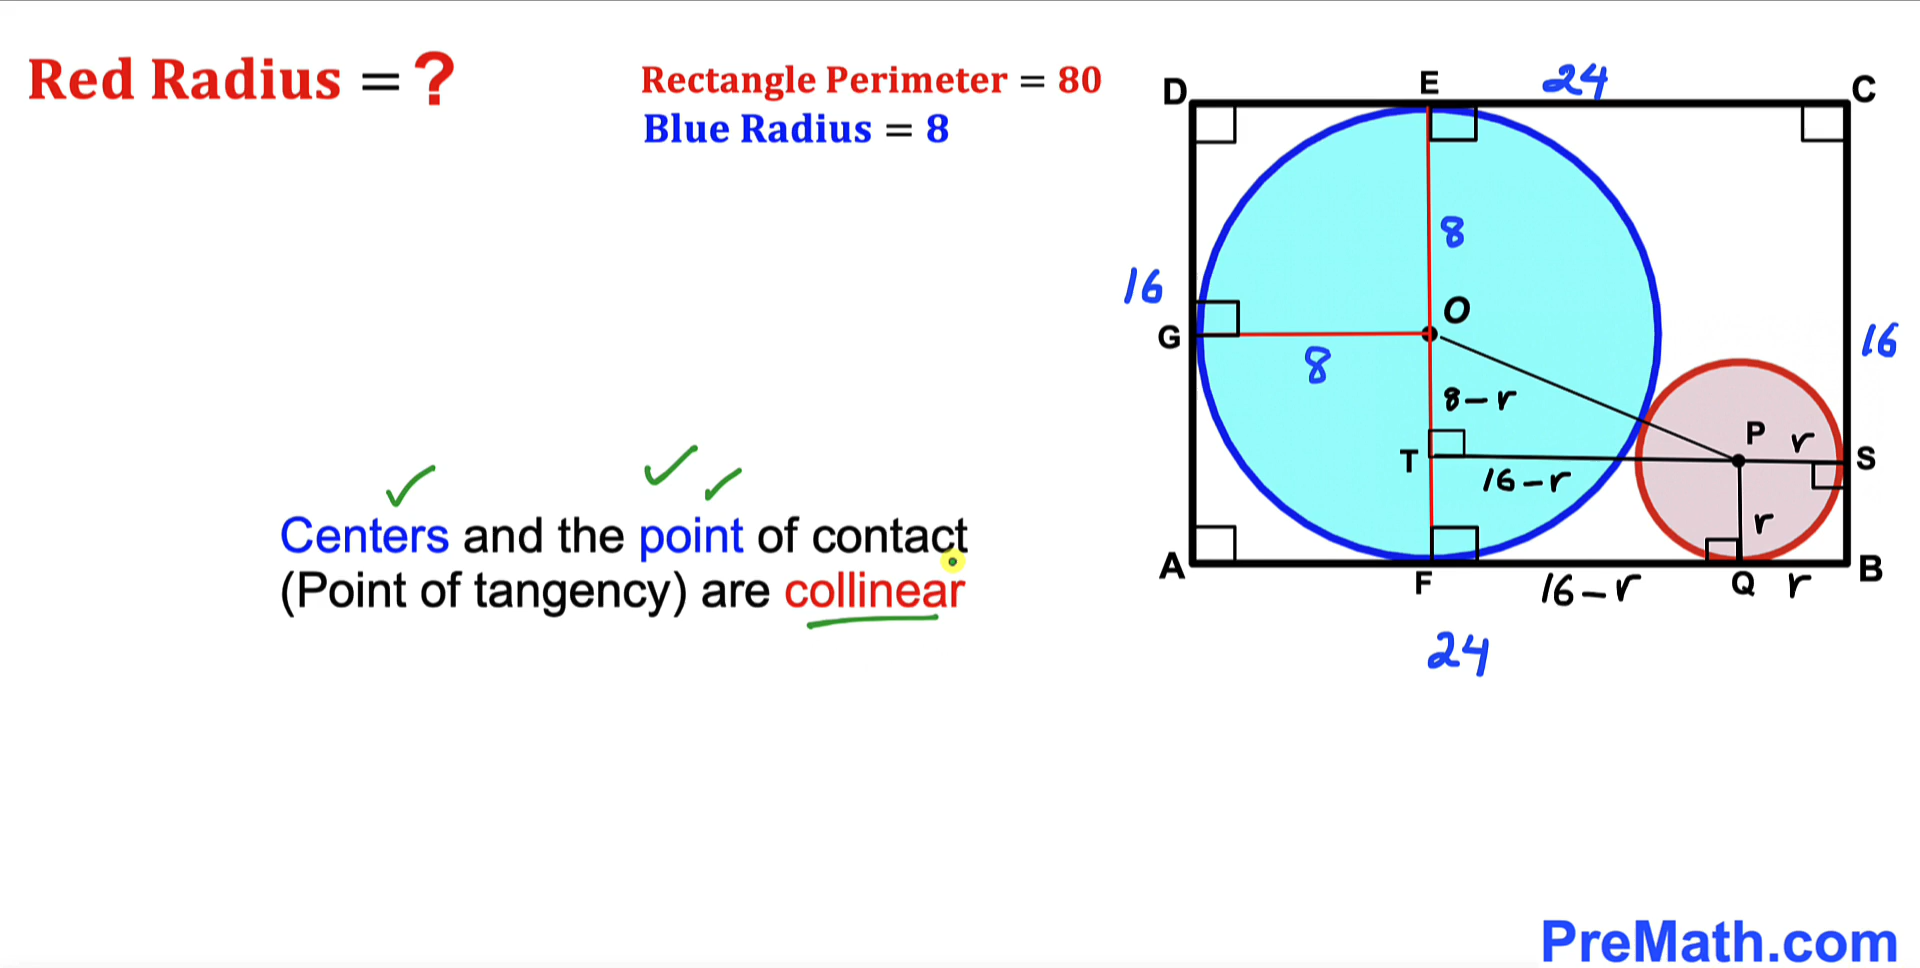 Red Radius = ?
Rectangle Perimeter = 80
Blue Radius = 8
D
E
24
C
8
16
O
G
8
16
8-r
P
r
T
S
16-r
r
Centers and the point of contact
(Point of tangency) are collinear
A
F
16-r
Q
r
B
24
PreMath.com